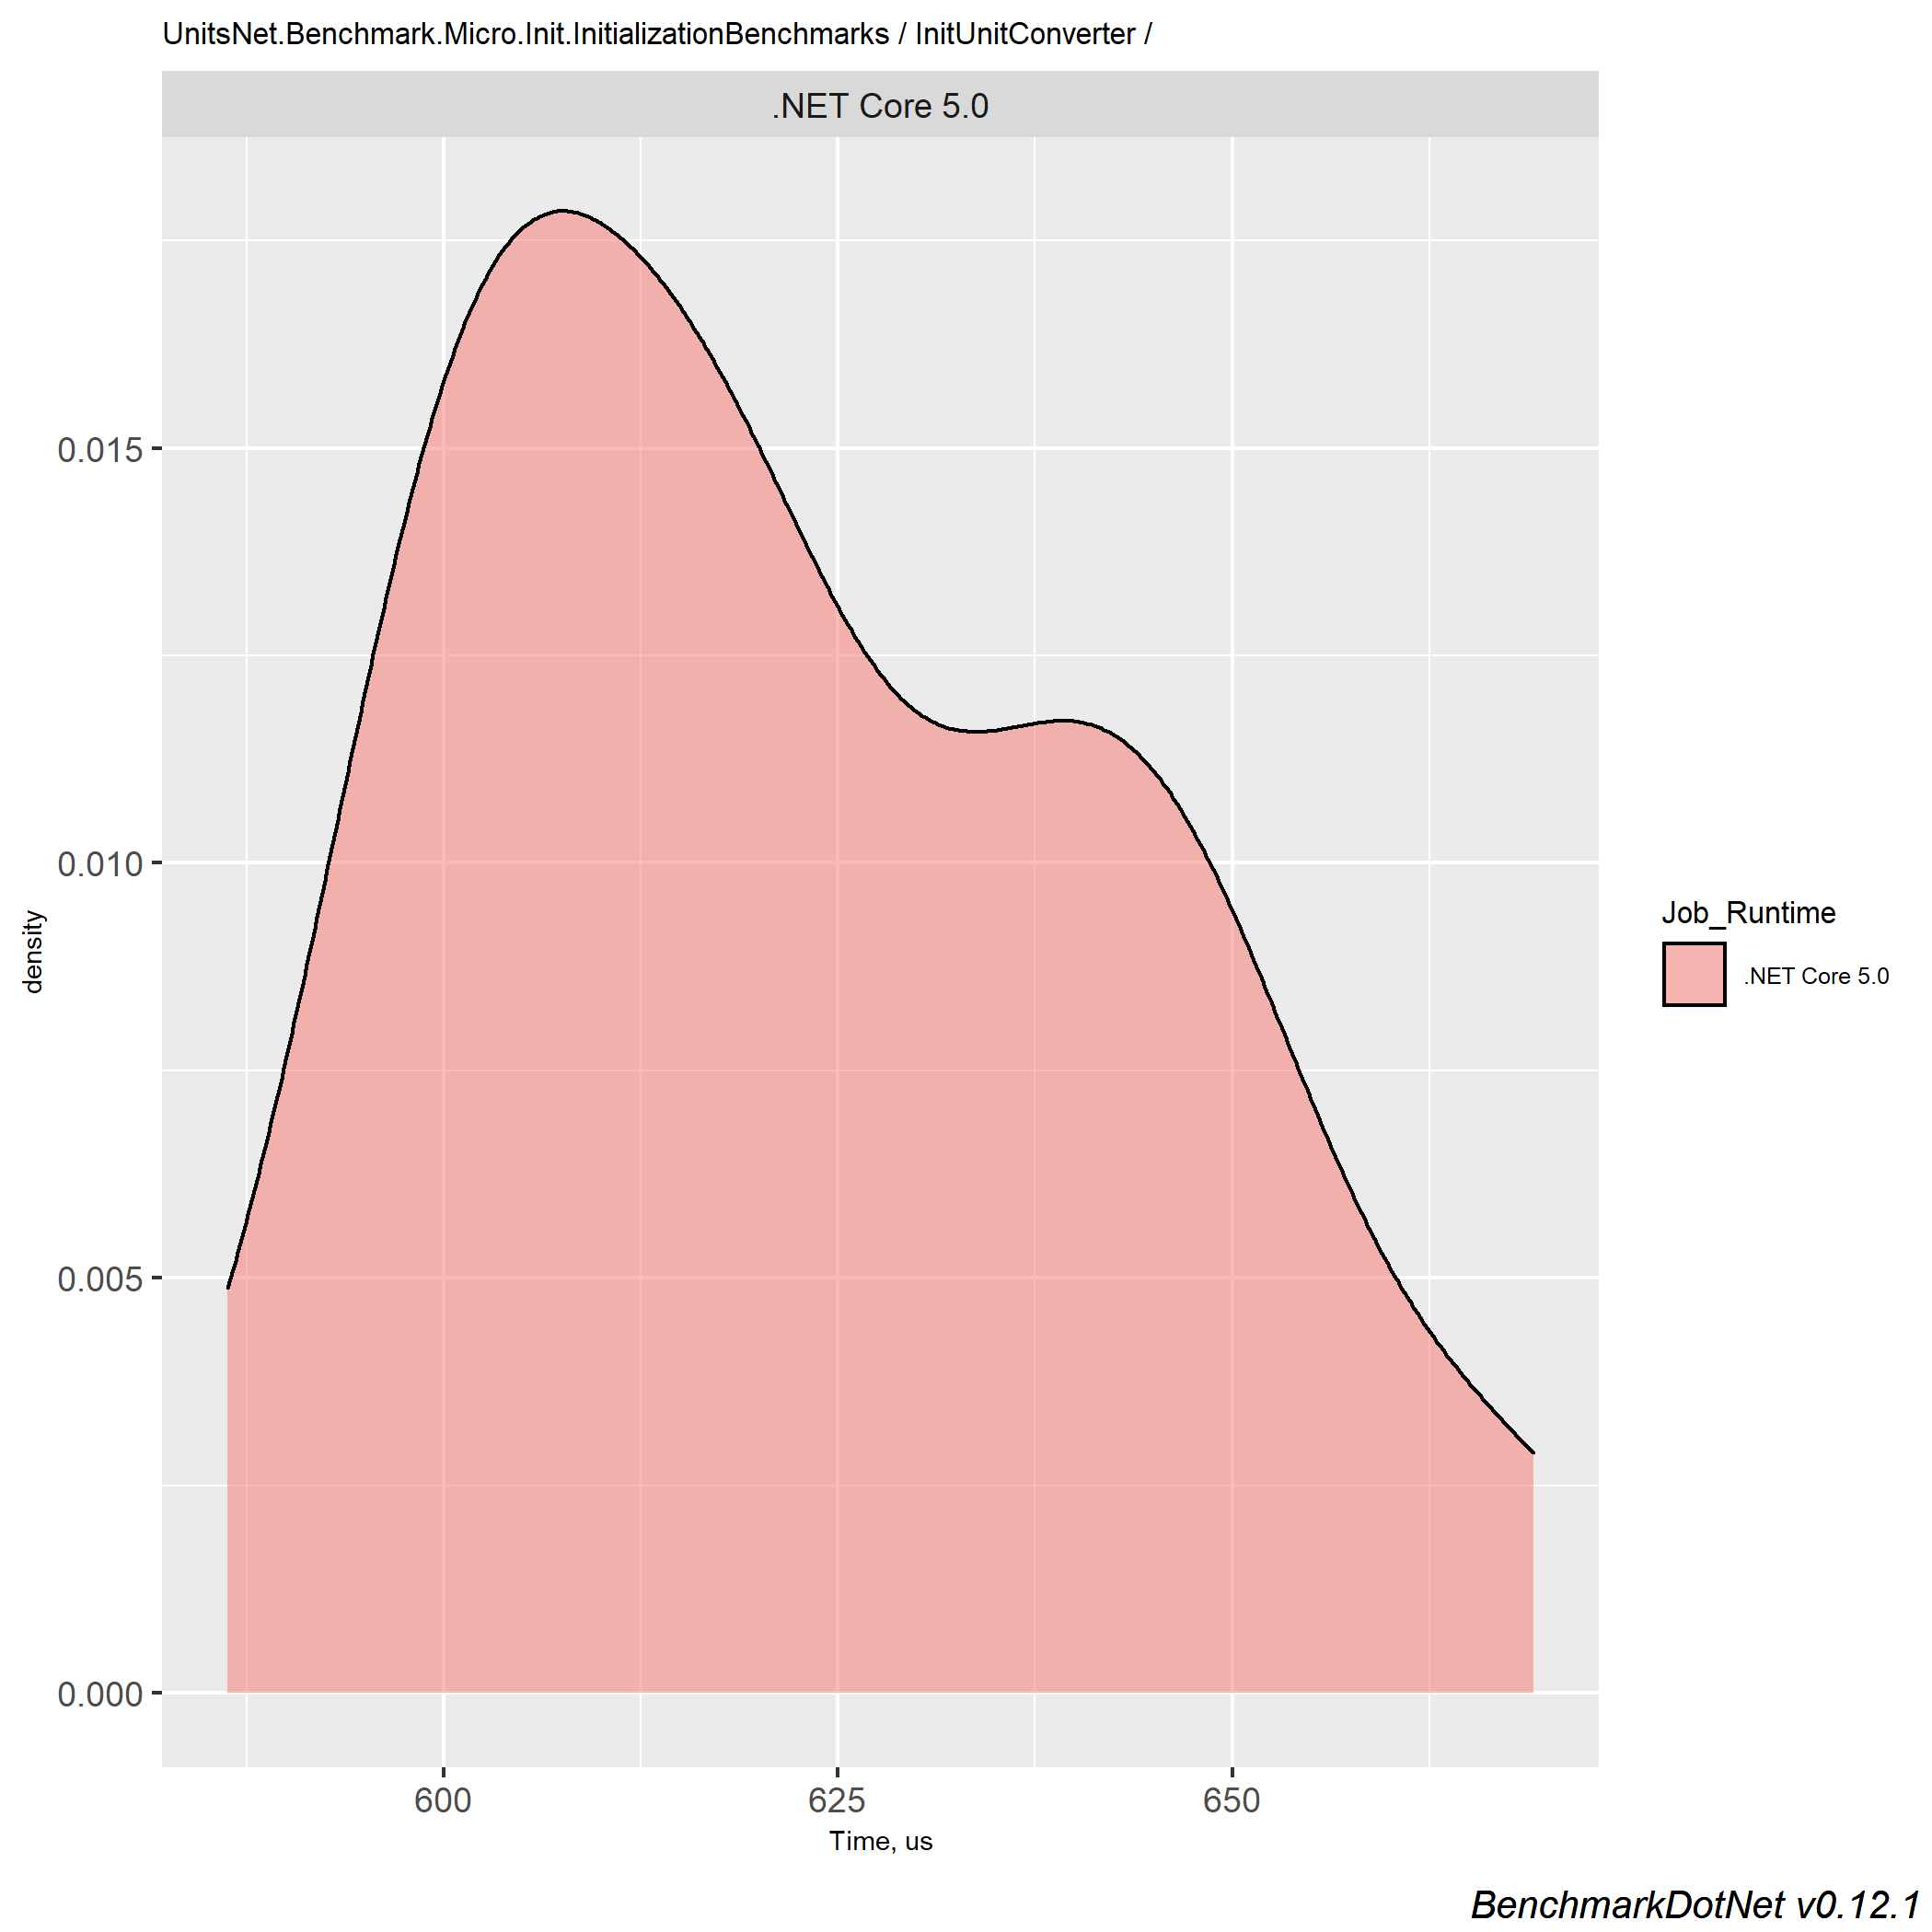 UnitsNet.Benchmark.Micro.Init.InitializationBenchmarks / InitUnitConverter /
.NET Core 5.0
0.015
0.010
0.005
0.000
density
600 625 650
Time, us
Job_Runtime
.NET Core 5.0
BenchmarkDotNet v0.12.1